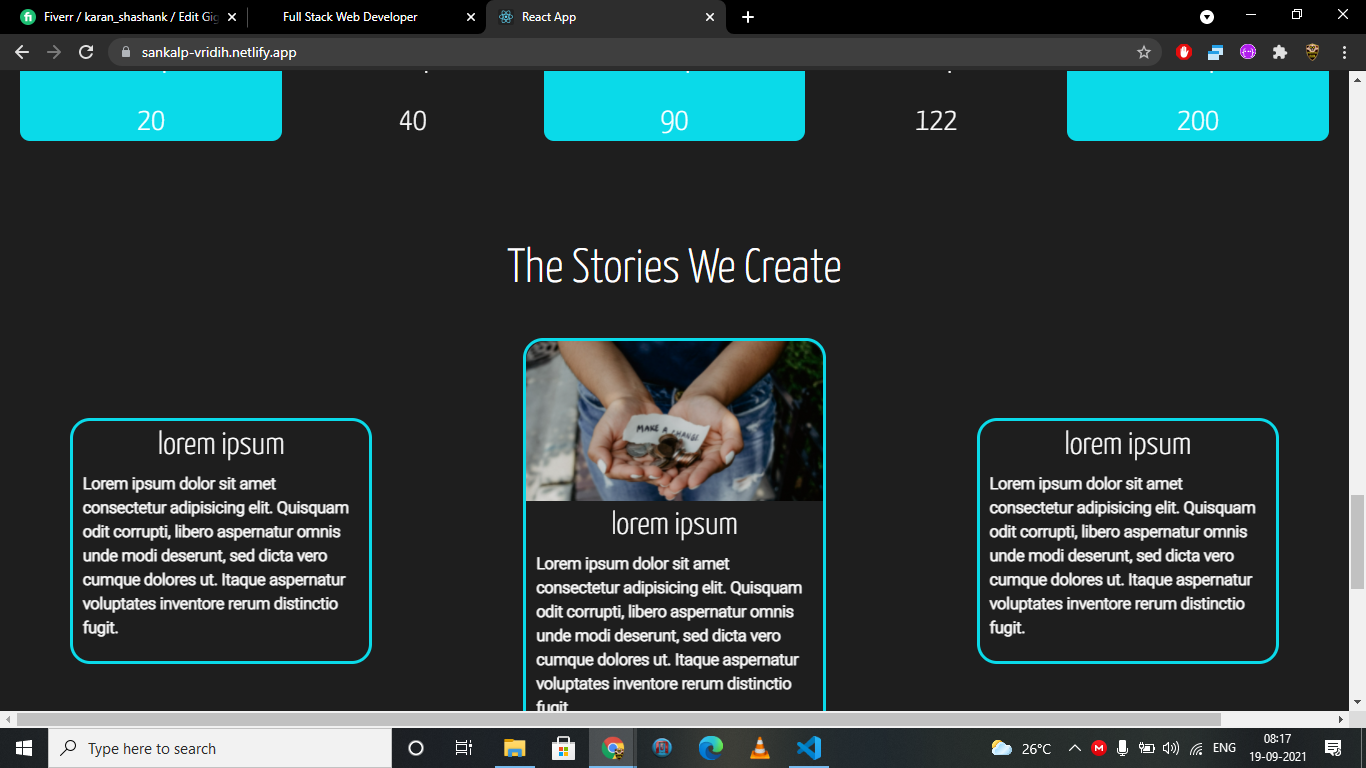 Fiverr / karan_shashank / Edit Gig
Full Stack Web Developer
React App
sankalp-vridih.netlify.app
20
40
90
122
200
The Stories We Create
MAKE A CHANGE
lorem ipsum
Lorem ipsum dolor sit amet
consectetur adipisicing elit. Quisquam
odit corrupti, libero aspernatur omnis
unde modi deserunt, sed dicta vero
cumque dolores ut. Itaque aspernatur
voluptates inventore rerum distinctio
fugit.
lorem ipsum
Lorem ipsum dolor sit amet
consectetur adipisicing elit. Quisquam
odit corrupti, libero aspernatur omnis
unde modi deserunt, sed dicta vero
cumque dolores ut. Itaque aspernatur
voluptates inventore rerum distinctio
fugit
lorem ipsum
Lorem ipsum dolor sit amet
consectetur adipisicing elit. Quisquam
odit corrupti, libero aspernatur omnis
unde modi deserunt, sed dicta vero
cumque dolores ut. Itaque aspernatur
voluptates inventore rerum distinctio
fugit.
Type here to search
26°C
ENG
08:17
19-09-2021